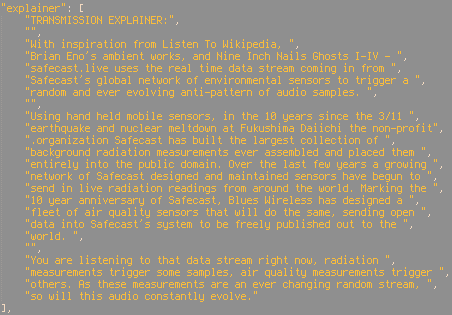 "explainer": [
"TRANSMISSION EXPLAINER:",
""
"With inspiration from Listen To Wikipedia, ",
"Brian Eno's ambient works, and Nine Inch Nails Ghosts I-IV - ",
"safecast.live uses the real time data stream coming in from ",
"Safecast's global network of environmental sensors to trigger a ",
"random and ever evolving anti-pattern of audio samples. ",
"",
"Using hand held mobile sensors, in the 10 years since the 3/11 ",
"earthquake and nuclear meltdown at Fukushima Daiichi the non-profit",
".organization Safecast has built the largest collection of ",
"background radiation measurements ever assembled and placed them ",
"entirely into the public domain. Over the last few years a growing ",
"network of Safecast designed and maintained sensors have begun to ",
"send in live radiation readings from around the world. Marking the ",
"10 year anniversary of Safecast, Blues Wireless has designed a ",
"fleet of air quality sensors that will do the same, sending open ",
"data into Safecast's system to be freely published out to the ",
"world. ",
"",
"You are listening to that data stream right now, radiation ",
"measurements trigger some samples, air quality measurements trigger ",
"others. As these measurements are an ever changing random stream, ",
"so will this audio constantly evolve."
],